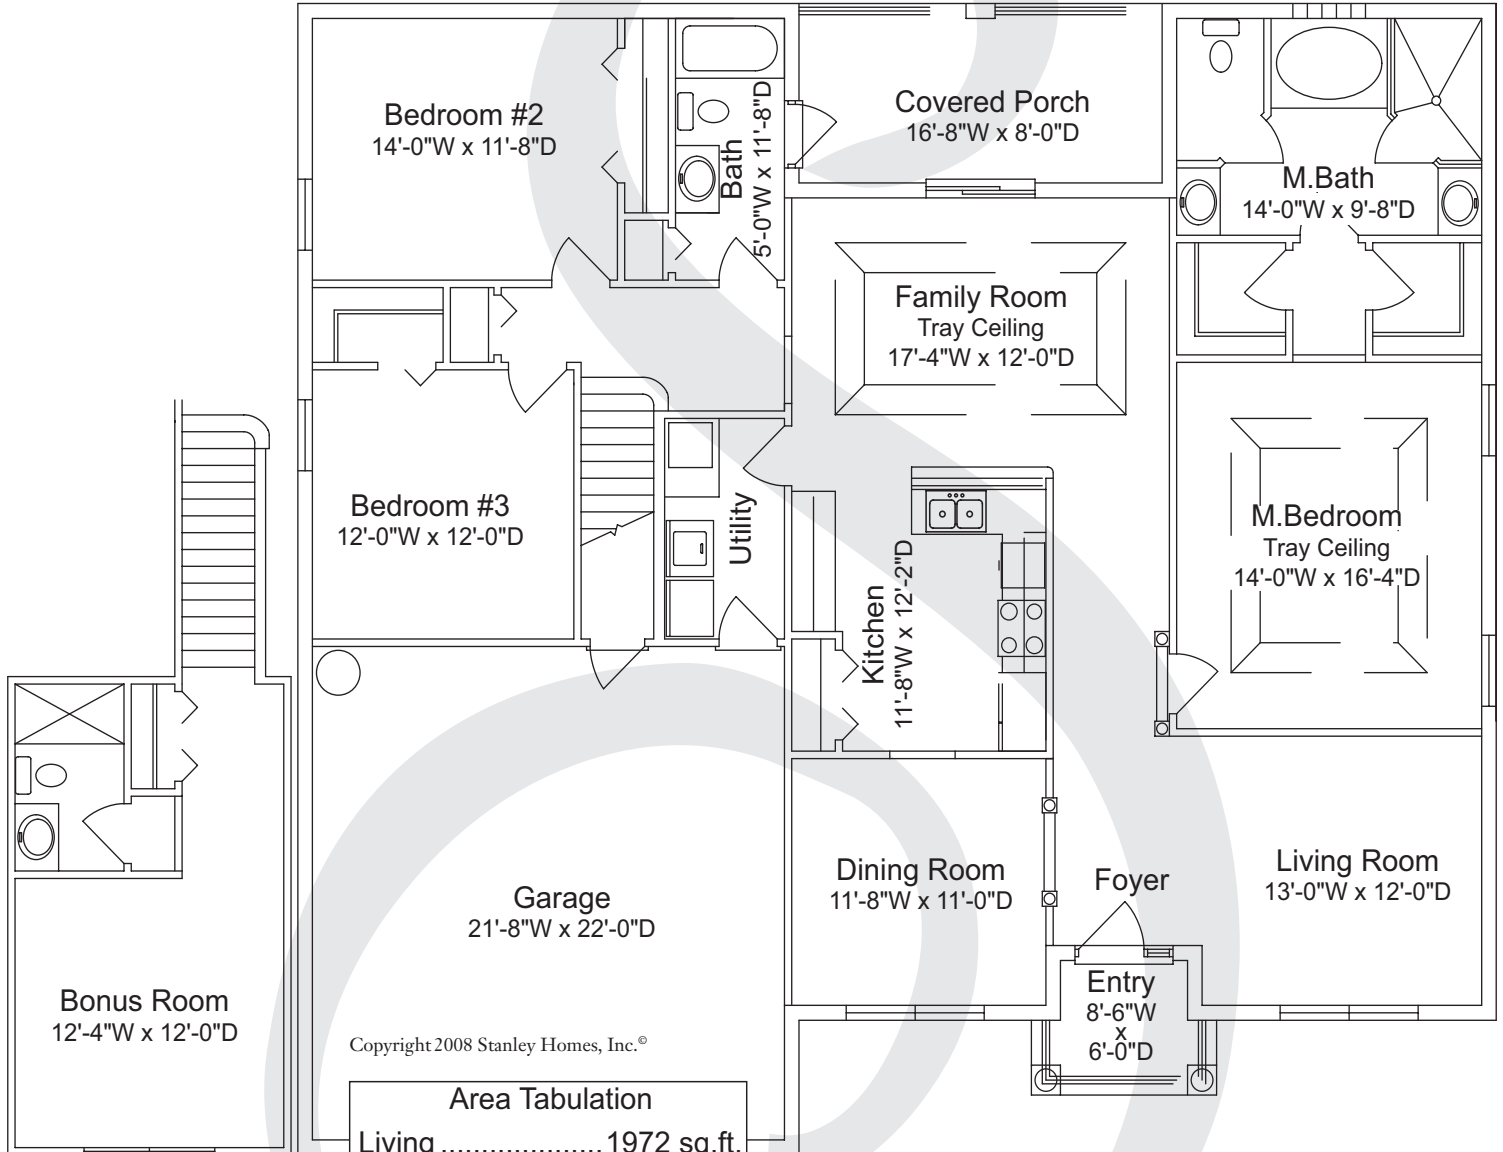 Bedroom #2
14'-0"W x 11'-8"D
Bath
5'-0"W x 11'-8"D
Covered Porch
16'-8"W x 8'-0"D
M.Bath
14'-0"W x 9'-8"D
Family Room
Tray Ceiling
17'-4"W x 12'-0"D
Bedroom #3
12'-0"W x 12'-0"D
Utility
Kitchen
11'-8"W x 12'-2"D
M.Bedroom
Tray Ceiling
14'-0"W x 16'-4"D
Garage
21'-8"W x 22'-0"D
Dining Room
11'-8"W x 11'-0"D
Foyer
Living Room
13'-0"W x 12'-0"D
Entry
8'-6"W
x
6'-0"D
Bonus Room
12'-4"W x 12'-0"D
Copyright 2008 Stanley Homes, Inc.©
Area Tabulation
Living ....................1972 sq.ft.